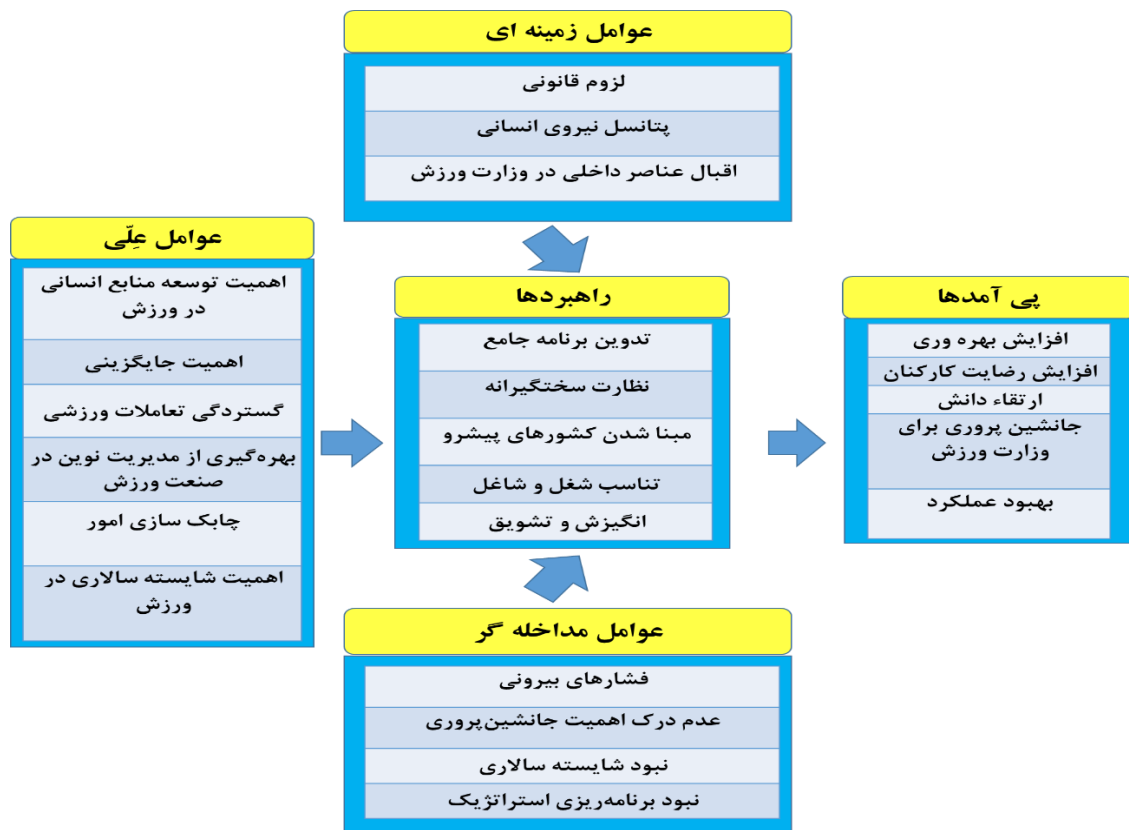 عوامل زمینه ای
لزوم قانونی
پتانسل نیروی انسانی
اقبال عناصر داخلی در وزارت ورزش
عوامل عِلّی
اهمیت توسعه منابع انسانی
در ورزش
اهمیت جایگزینی
گستردگی تعاملات ورزشی
بهره‌گیری از مدیریت نوین در
صنعت ورزش
چابک سازی امور
اهمیت شایسته سالاری در
ورزش
راهبردها
تدوین برنامه جامع
نظارت سختگیرانه
مبنا شدن کشورهای پیشرو
تناسب شغل و شاغل
انگیزش و تشویق
پی آمدها
افزایش بهره وری
افزایش رضایت کارکنان
ارتقاء دانش
جانشین پروری برای
وزارت ورزش
بهبود عملکرد
عوامل مداخله گر
فشارهای بیرونی
عدم درک اهمیت جانشین‌پروری
نبود شایسته سالاری
نبود برنامه‌ریزی استراتژیک